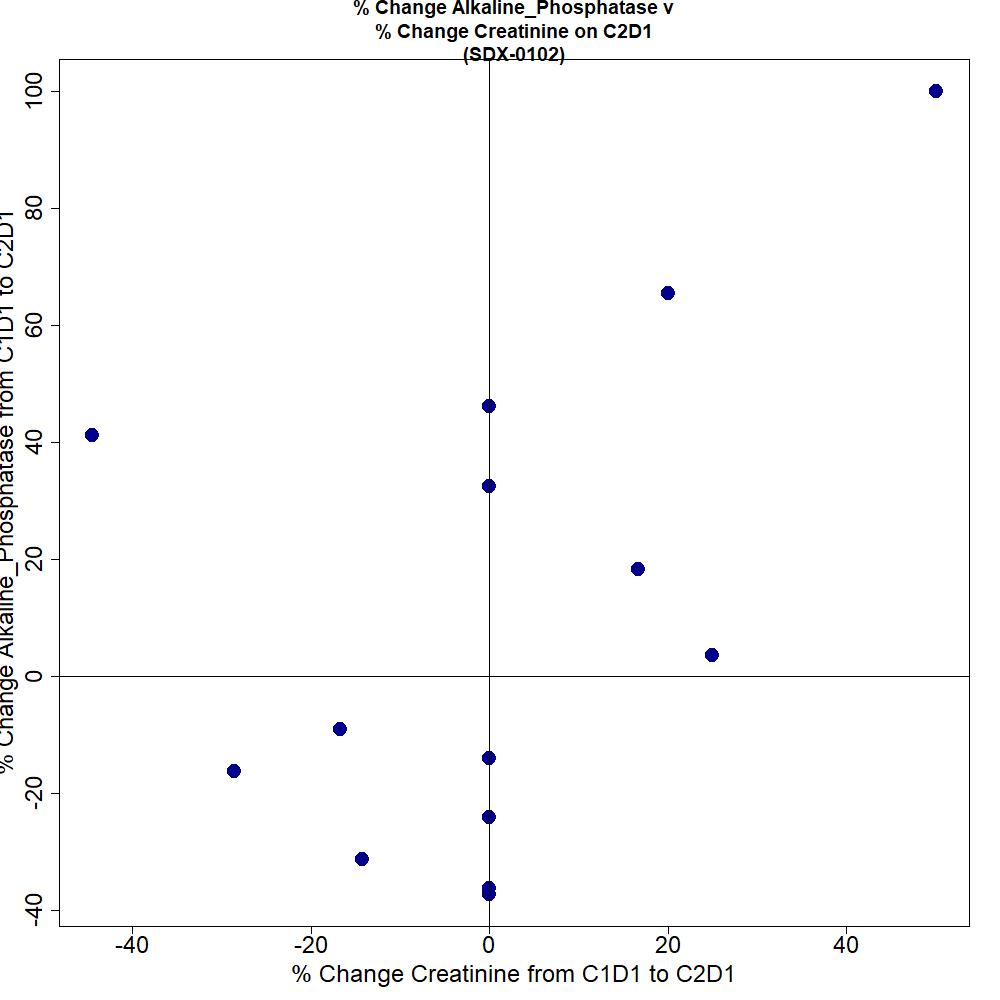 % Change Alkaline_Phosphatase v
% Change Creatinine on C2D1
(SDX-0102)
% Change Alkaline_Phosphatase from C1D1 to C2D1
100
80
60
40
20
0
-20
-40
-40
-20
0
20
40
% Change Creatinine from C1D1 to C2D1